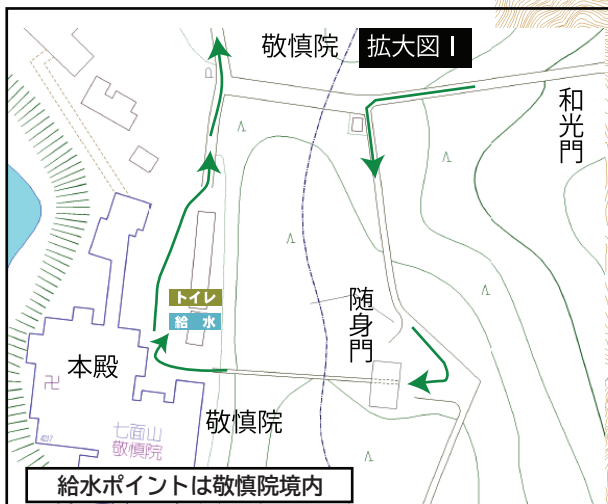 敬慎院
拡大図Ⅰ
和光門
トイレ
給水
随身門
本殿
敬慎院
七面山
敬慎院
給水ポイントは敬慎院境内